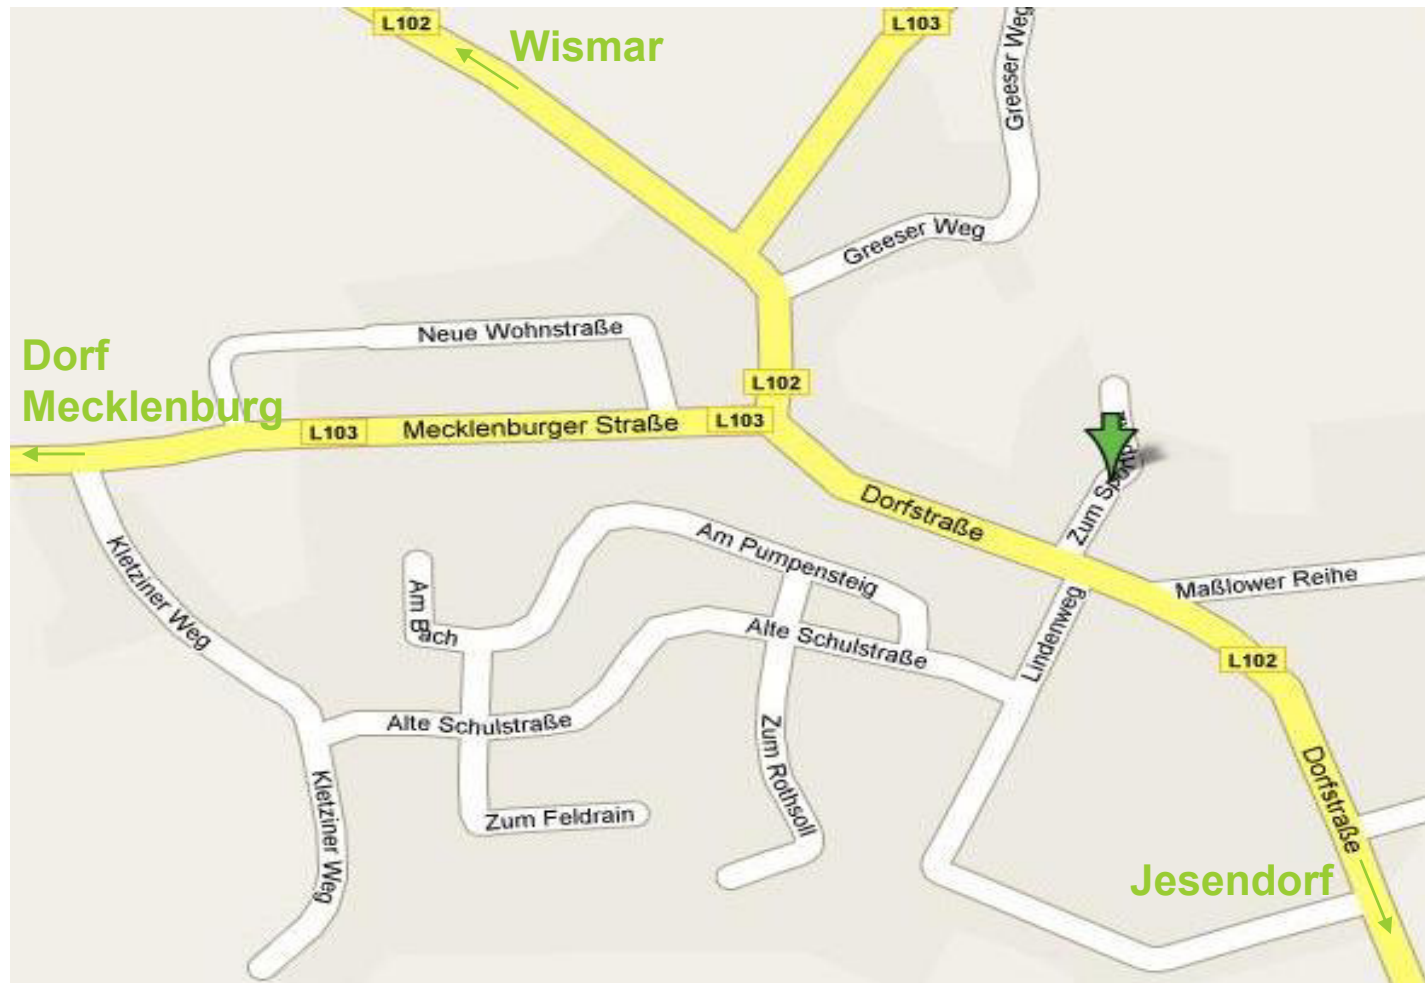 L102
L103
Wismar
Greeser Weg
Greeser Weg
Neue Wohnstraße
Dorf
Mecklenburg
L102
L103
Mecklenburger Straße
L103
Dorfstraße
Zum
Am Pumpensteig
Maßlower Reihe
Kletziner Weg
Am Bach
Alte Schulstraße
Lindenweg
L102
Alte Schulstraße
Zum Rothsoll
Kletziner Weg
Zum Feldrain
Dorfstraße
Jesendorf